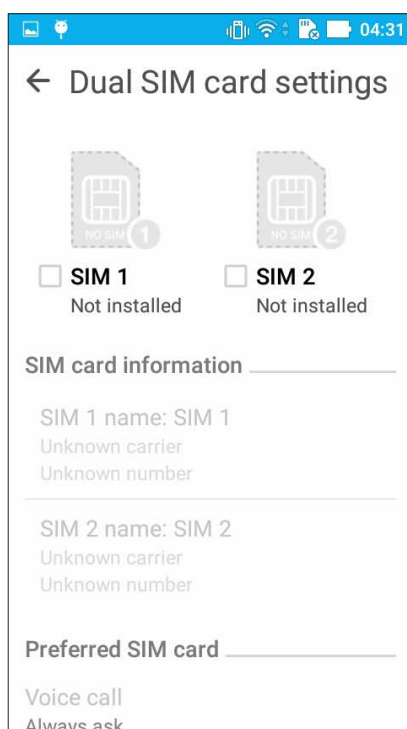 04:31
Dual SIM card settings
NO SIM 1
NO SIM 2
SIM 1
SIM 2
Not installed
Not installed
SIM card information
SIM 1 name: SIM 1
Unknown carrier
Unknown number
SIM 2 name: SIM 2
Unknown carrier
Unknown number
Preferred SIM card
Voice call
Always ask